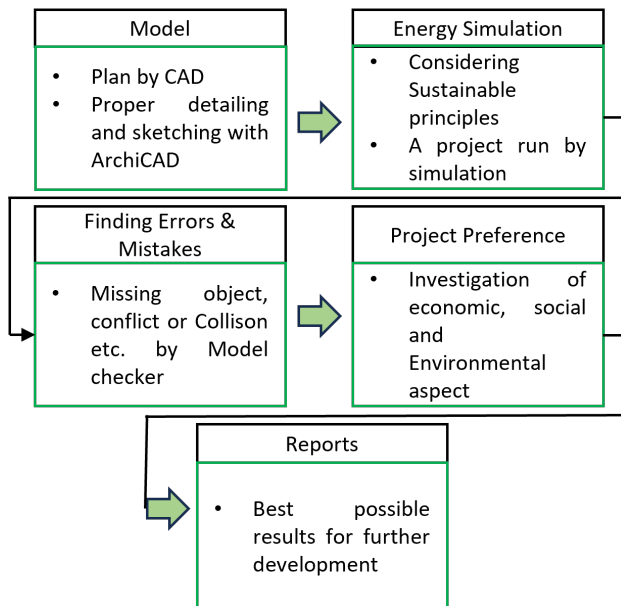 Model
• Plan by CAD
• Proper detailing
and sketching with
ArchiCAD
Energy Simulation
• Considering
Sustainable
principles
• A project run by
simulation
Finding Errors &
Mistakes
• Missing object,
conflict or Collison
etc. by Model
checker
Project Preference
• Investigation of
economic, social
and
Environmental
aspect
Reports
• Best possible
results for further
development